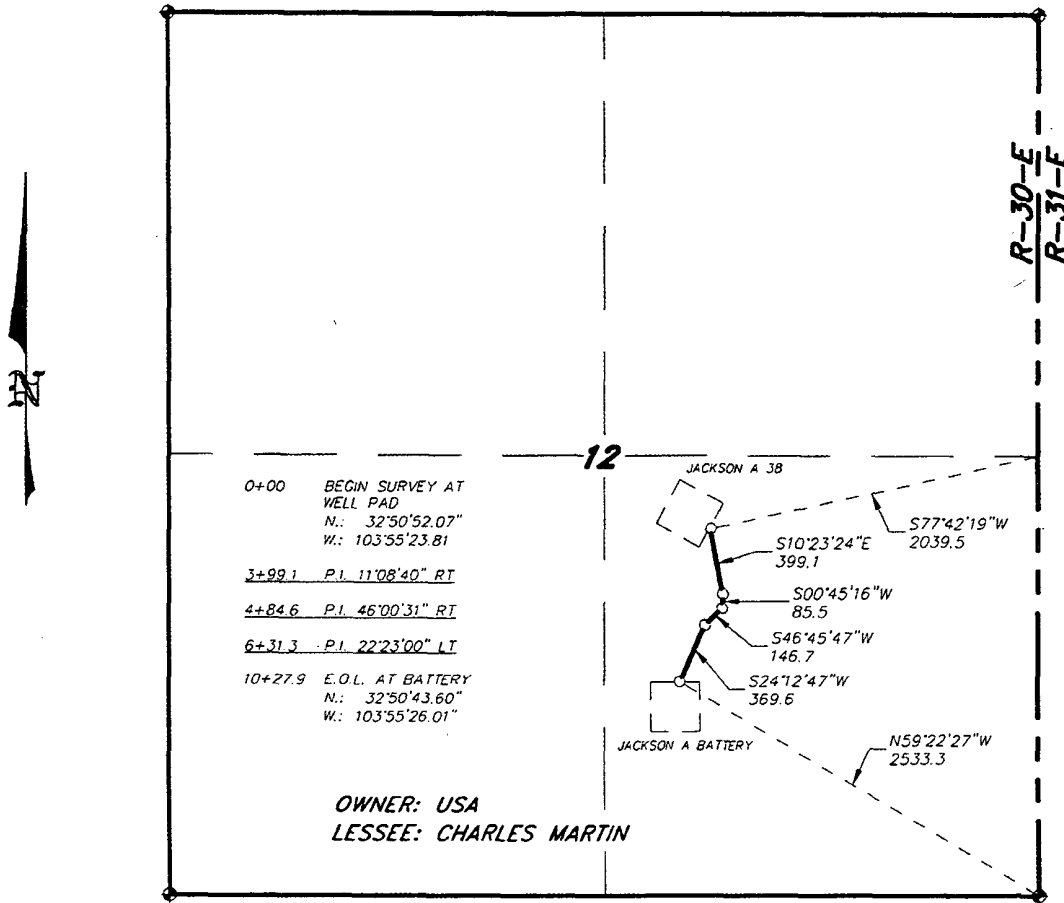 R-30-E
R-31-E
N
12
JACKSON A 38
0+00 BEGIN SURVEY AT
WELL PAD
N.: 32°50'52.07"
W.: 103°55'23.81
3+99.1 P.I. 11°08'40" RT
4+84.6 P.I. 46°00'31" RT
6+31.3 P.I. 22°23'00" LT
10+27.9 E.O.L. AT BATTERY
N.: 32°50'43.60"
W.: 103°55'26.01"
S77°42'19"W
2039.5
S10°23'24"E
399.1
S00°45'16"W
85.5
S46°45'47"W
146.7
S24°12'47"W
369.6
JACKSON A BATTERY
N59°22'27"W
2533.3
OWNER: USA
LESSEE: CHARLES MARTIN